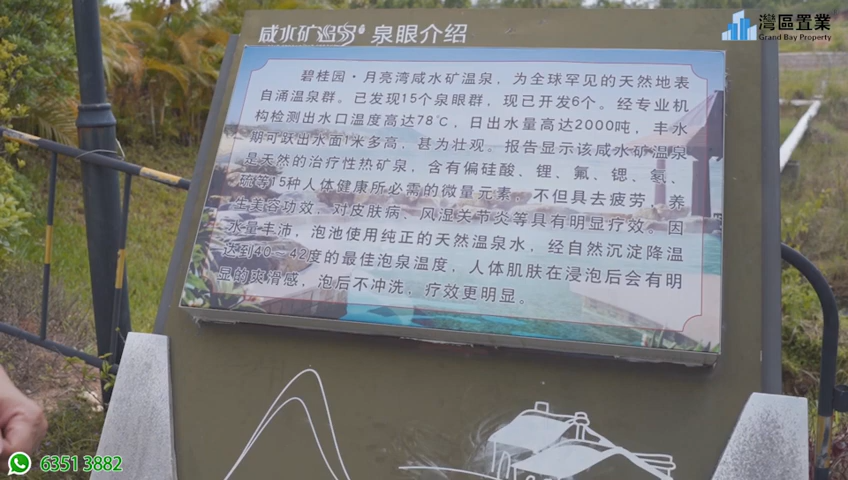 灣區置業
Grand Bay Property
咸水矿温泉 泉眼介绍
碧桂园·月亮湾咸水矿温泉，为全球罕见的天然地表
自涌温泉群。已发现15个泉眼群，现已开发6个。经专业机
构检测出水口温度高达78℃，日出水量高达2000吨，丰水
期可跃出水面1米多高，甚为壮观。报告显示该咸水矿温泉
是天然的治疗性热矿泉，含有偏硅酸、锂、氟、锶、氡、
硫等15种人体健康所必需的微量元素，不但具去疲劳，养
生美容功效，对皮肤病、风湿关节炎等具有明显疗效。因
水量丰沛，泡池使用纯正的天然温泉水，经自然沉淀降温
达到40～42度的最佳泡泉温度，人体肌肤在浸泡后会有明
显的爽滑感，泡后不冲洗，疗效更明显。
6351 3882